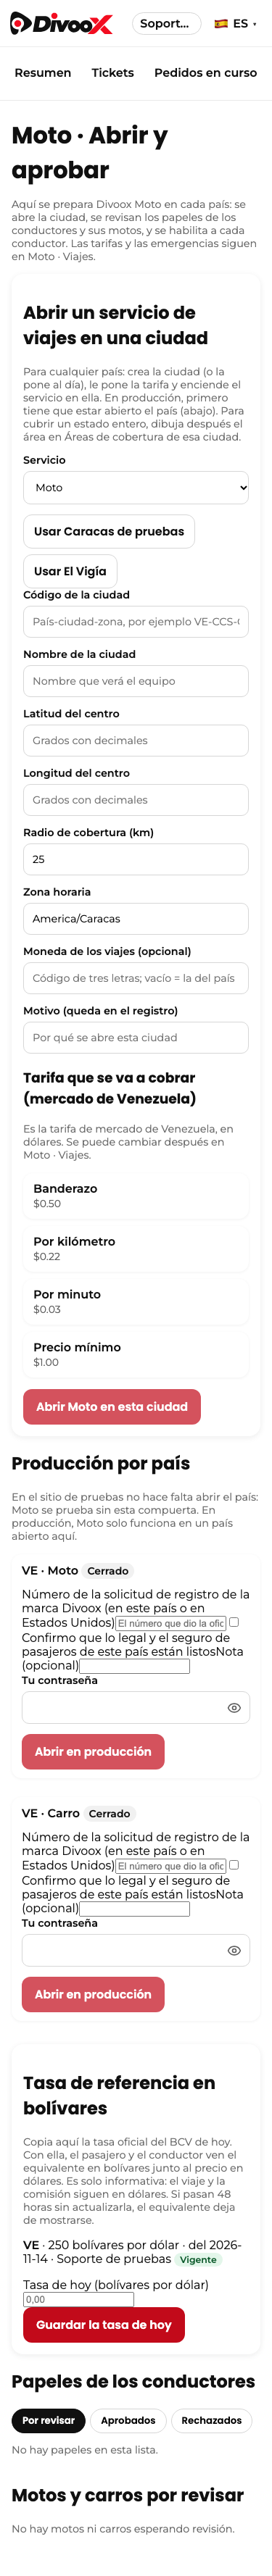 DivooX
Soport...
ES
Resumen
Tickets
Pedidos en curso
Moto · Abrir y
aprobar
Aquí se prepara Divoox Moto en cada país: se
abre la ciudad, se revisan los papeles de los
conductores y sus motos, y se habilita a cada
conductor. Las tarifas y las emergencias siguen
en Moto · Viajes.
Abrir un servicio de
viajes en una ciudad
Para cualquier país: crea la ciudad (o la
pone al día), le pone la tarifa y enciende el
servicio en ella. En producción, primero
tiene que estar abierto el país (abajo). Para
cubrir un estado entero, dibuja después el
área en Áreas de cobertura de esa ciudad.
Servicio
Moto
Usar Caracas de pruebas
Usar El Vigía
Código de la ciudad
País-ciudad-zona, por ejemplo VE-CCS-
Nombre de la ciudad
Nombre que verá el equipo
Latitud del centro
Grados con decimales
Longitud del centro
Grados con decimales
Radio de cobertura (km)
25
Zona horaria
America/Caracas
Moneda de los viajes (opcional)
Código de tres letras; vacío = la del país
Motivo (queda en el registro)
Por qué se abre esta ciudad
Tarifa que se va a cobrar
(mercado de Venezuela)
Es la tarifa de mercado de Venezuela, en
dólares. Se puede cambiar después en
Moto · Viajes.
Banderazo
$0.50
Por kilómetro
$0.22
Por minuto
$0.03
Precio mínimo
$1.00
Abrir Moto en esta ciudad
Producción por país
En el sitio de pruebas no hace falta abrir el país:
Moto se prueba sin esta compuerta. En
producción, Moto solo funciona en un país
abierto aquí.
VE · Moto Cerrado
Número de la solicitud de registro de la
marca Divoox (en este país o en
Estados Unidos) El número que dio la ofic
Confirmo que lo legal y el seguro de
pasajeros de este país están listosNota
(opcional)
Tu contraseña
Abrir en producción
VE · Carro Cerrado
Número de la solicitud de registro de la
marca Divoox (en este país o en
Estados Unidos) El número que dio la ofic
Confirmo que lo legal y el seguro de
pasajeros de este país están listosNota
(opcional)
Tu contraseña
Abrir en producción
Tasa de referencia en
bolívares
Copia aquí la tasa oficial del BCV de hoy.
Con ella, el pasajero y el conductor ven el
equivalente en bolívares junto al precio en
dólares. Es solo informativa: el viaje y la
comisión siguen en dólares. Si pasan 48
horas sin actualizarla, el equivalente deja
de mostrarse.
VE · 250 bolívares por dólar · del 2026-
11-14 · Soporte de pruebas Vigente
Tasa de hoy (bolívares por dólar)
0,00
Guardar la tasa de hoy
Papeles de los conductores
Por revisar
Aprobados
Rechazados
No hay papeles en esta lista.
Motos y carros por revisar
No hay motos ni carros esperando revisión.